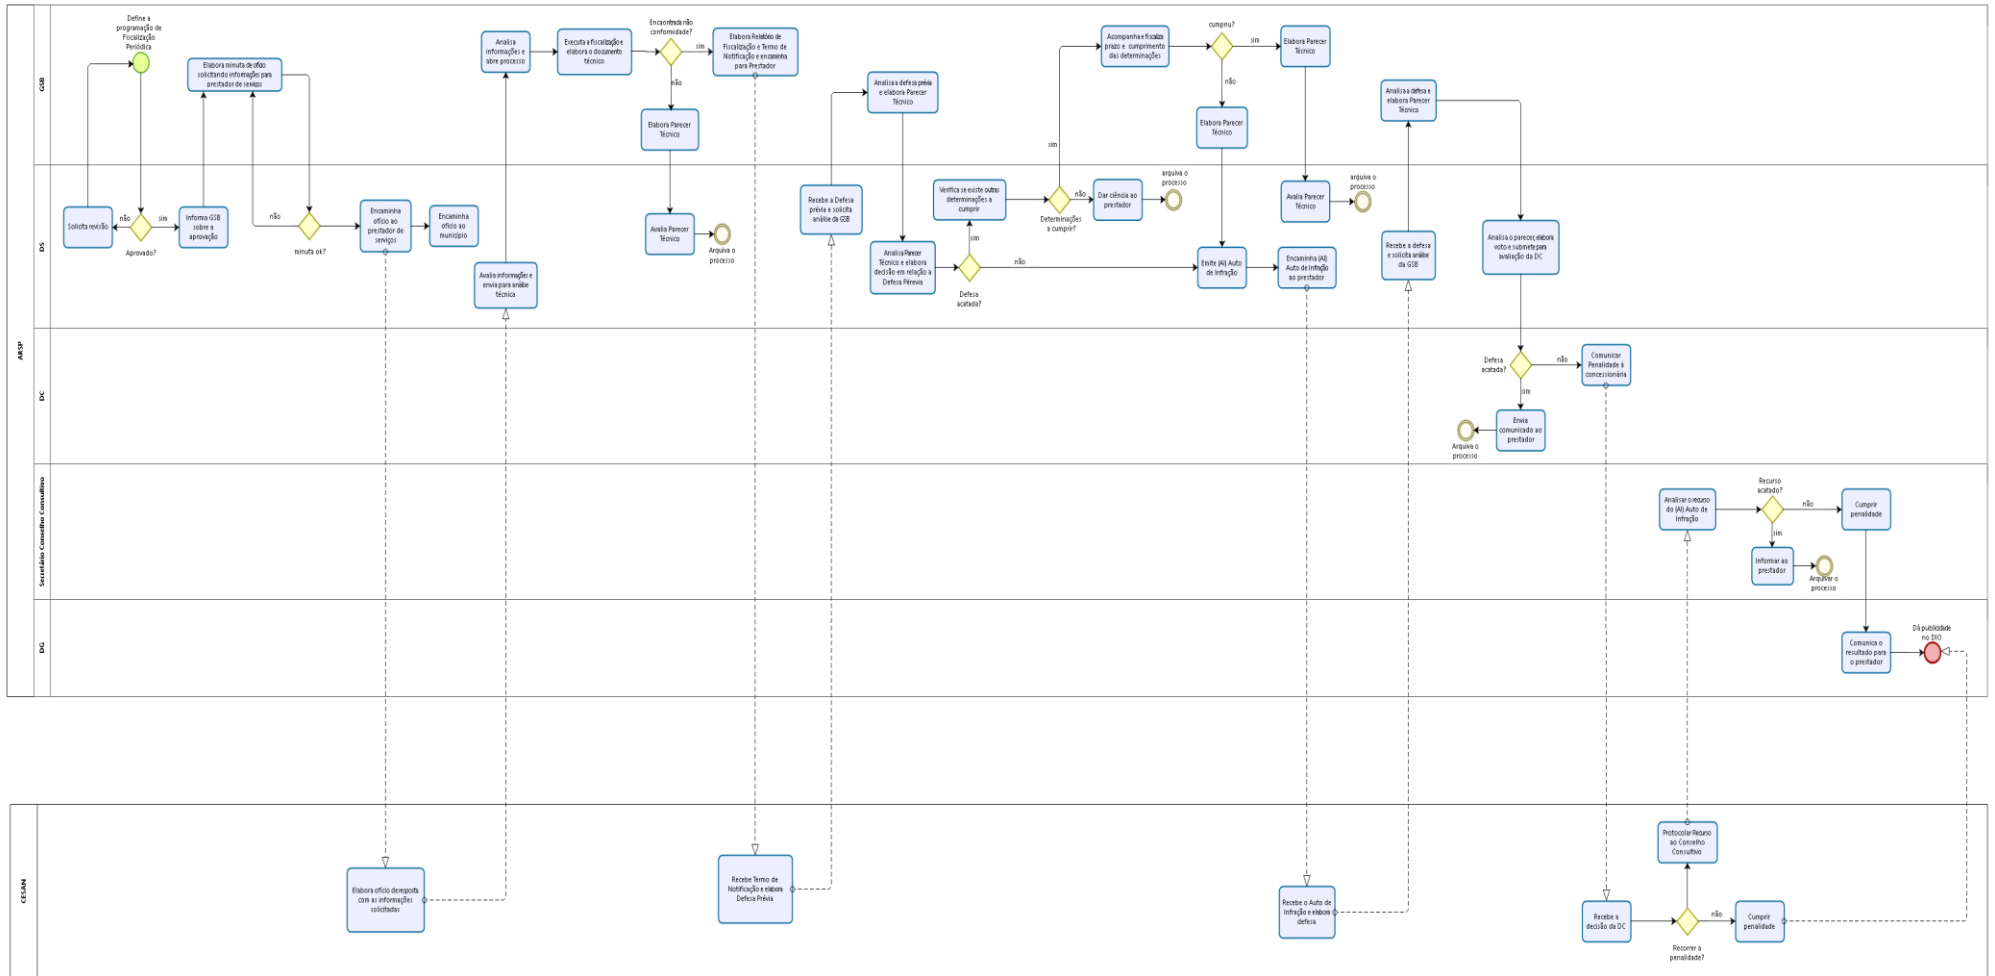 ARSP
GSB
Define a
programação de
Fiscalização
Periódica
Elabora minuta de ofício
solicitando informações para
prestador de serviços
Analisa
informações e
abre processo
Executa a fiscalização e
elabora o documento
técnico
Encaontrada não
conformidade?
sim
não
Elabora Relatório de
Fiscalização e Termo de
Notificação e encaminha
para Prestador
Elabora Parecer
Técnico
Analisa a defesa prévia
e elabora Parecer
Técnico
sim
Acompanha e fiscaliza
prazo e cumprimento
das determinações
cumpriu?
sim
não
Elabora Parecer
Técnico
Elabora Parecer
Técnico
Analisa a defesa e
elabora Parecer
Técnico
DS
Solicita revisão
não
sim
Aprovado?
Informa GSB
sobre a
aprovação
não
minuta ok?
Encaminha
ofício ao
prestador de
serviços
Encaminha
ofício ao
município
Avalia informações e
envia para análise
técnica
Avalia Parecer
Técnico
Arquiva o
processo
Recebe a Defesa
prévia e solicita
análise da GSB
Analisa Parecer
Técnico e elabora
decisão em relação a
Defesa Pérevia
Verifica se existe outras
determinações a
cumprir
sim
não
Defesa
acatada?
não
Determinações
a cumprir?
Dar ciência ao
prestador
arquiva o
processo
Emite (AI) Auto
de Infração
Encaminha (AI)
Auto de Infração
ao prestador
Avalia Parecer
Técnico
arquiva o
processo
Recebe a defesa
e solicita análise
da GSB
Analisa o parecer, elabora
voto e submete para
avaliação da DC
DC
Defesa
acatada?
não
sim
Comunicar
Penalidade à
concessionária
Envia
comunicado ao
prestador
Arquiva o
processo
Secretário Conselho Consultivo
Analisar o recurso
do (AI) Auto de
Infração
Recurso
acatado?
não
sim
Cumprir
penalidade
Informar ao
prestador
Arquivar o
processo
DG
Comunica o
resultado para
o prestador
Dá publicidade
no DIO
CESAN
Elabora ofício de resposta
com as informações
solicitadas
Recebe Termo de
Notificação e elabora
Defesa Prévia
Recebe o Auto de
Infração e elabora
defesa
Recebe a
decisão da DC
Protocolar Recurso
ao Conselho
Consultivo
não
Recorrer a
penalidade?
Cumprir
penalidade